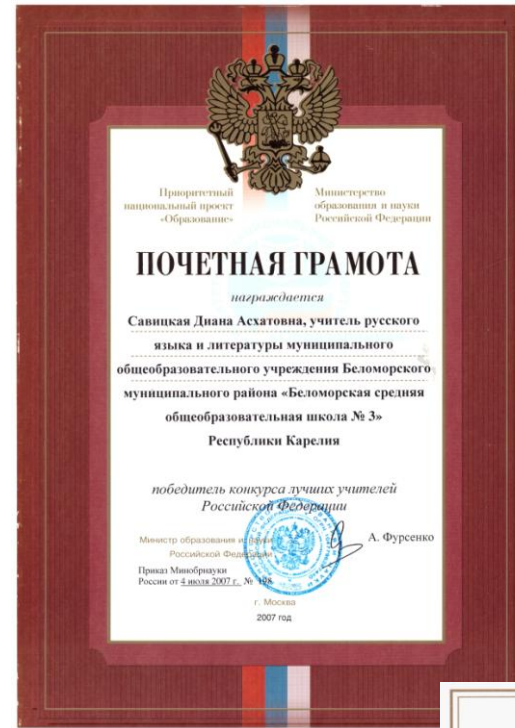 Приоритетный
национальный проект
«Образование»
Министерство
образования и науки
Российской Федерации
ПОЧЕТНАЯ ГРАМОТА
награждается
Савицкая Диана Асхатовна, учитель русского
языка и литературы муниципального
общеобразовательного учреждения Беломорского
муниципального района «Беломорская средняя
общеобразовательная школа № 3»
Республики Карелия
победитель конкурса лучших учителей
Российской Федерации
Министр образования и науки
Российской Федерации
А. Фурсенко
Приказ Минобрнауки
России от 4 июля 2007 г. № 198
г. Москва
2007 год